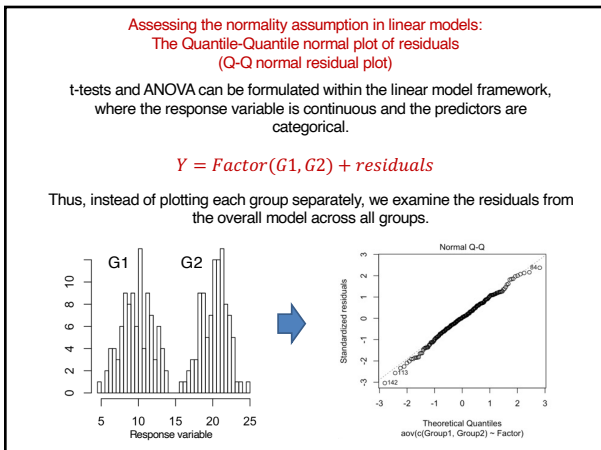 Assessing the normality assumption in linear models:
The Quantile-Quantile normal plot of residuals
(Q-Q normal residual plot)
t-tests and ANOVA can be formulated within the linear model framework,
where the response variable is continuous and the predictors are
categorical.
Y = Factor(G1, G2) + residuals
Thus, instead of plotting each group separately, we examine the residuals from
the overall model across all groups.
G1 G2
0 2 4 6 8 10
5 10 15 20 25
Response variable
Normal Q-Q
Standardized residuals
-3 -2 -1 0 1 2 3
84
113
142
-3 -2 -1 0 1 2 3
Theoretical Quantiles
aov(c(Group1, Group2) ~ Factor)